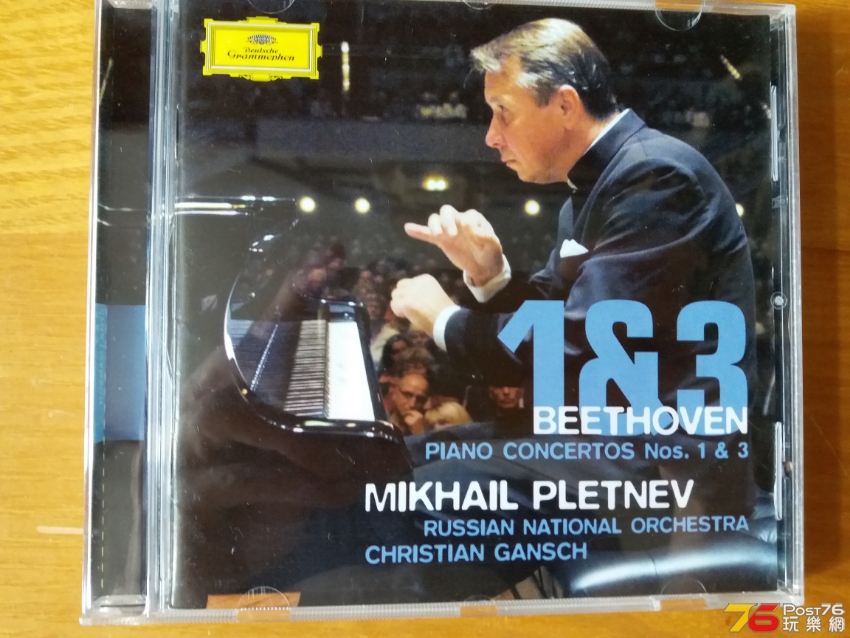 Deutsche
Grammophon
1&3
BEETHOVEN
PIANO CONCERTOS Nos. 1 & 3
MIKHAIL PLETNEV
RUSSIAN NATIONAL ORCHESTRA
CHRISTIAN GANSCH
76 Post76
玩樂網